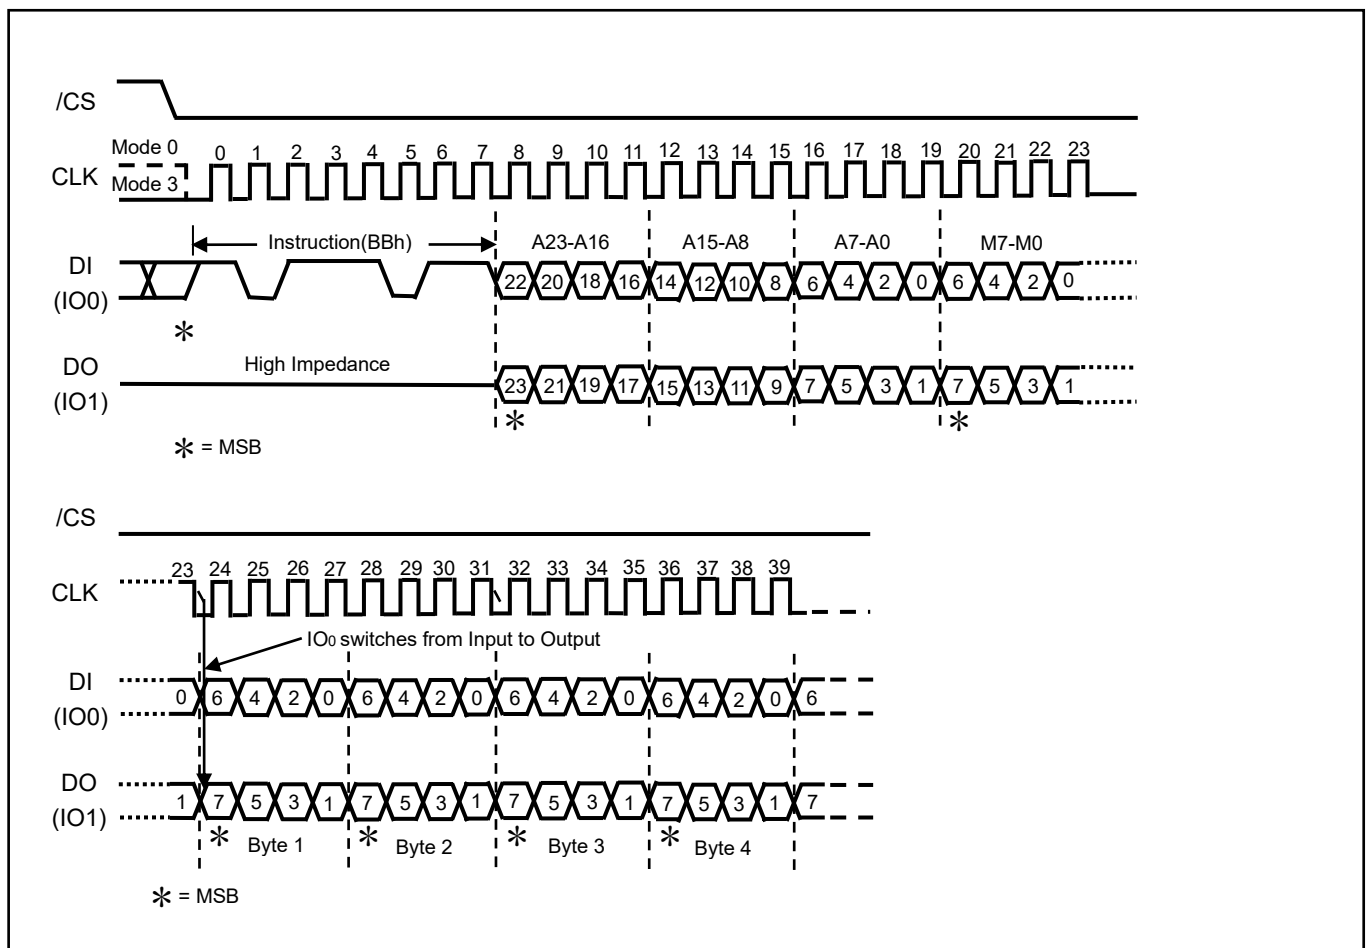 /CS
Mode 0
0 1 2 3 4 5 6 7 8 9 10 11 12 13 14 15 16 17 18 19 20 21 22 23
CLK
Mode 3
Instruction(BBh) A23-A16 A15-A8 A7-A0 M7-M0
DI
(IO0)
22 20 18 16 14 12 10 8 6 4 2 0 6 4 2 0
*
DO
(IO1)
High Impedance
23 21 19 17 15 13 11 9 7 5 3 1 7 5 3 1
* *
* = MSB
/CS
23 24 25 26 27 28 29 30 31 32 33 34 35 36 37 38 39
CLK
IO0 switches from Input to Output
DI
(IO0)
0 6 4 2 0 6 4 2 0 6 4 2 0 6 4 2 0 6
DO
(IO1)
1 7 5 3 1 7 5 3 1 7 5 3 1 7 5 3 1 7
* Byte 1 * Byte 2 * Byte 3 * Byte 4
* = MSB